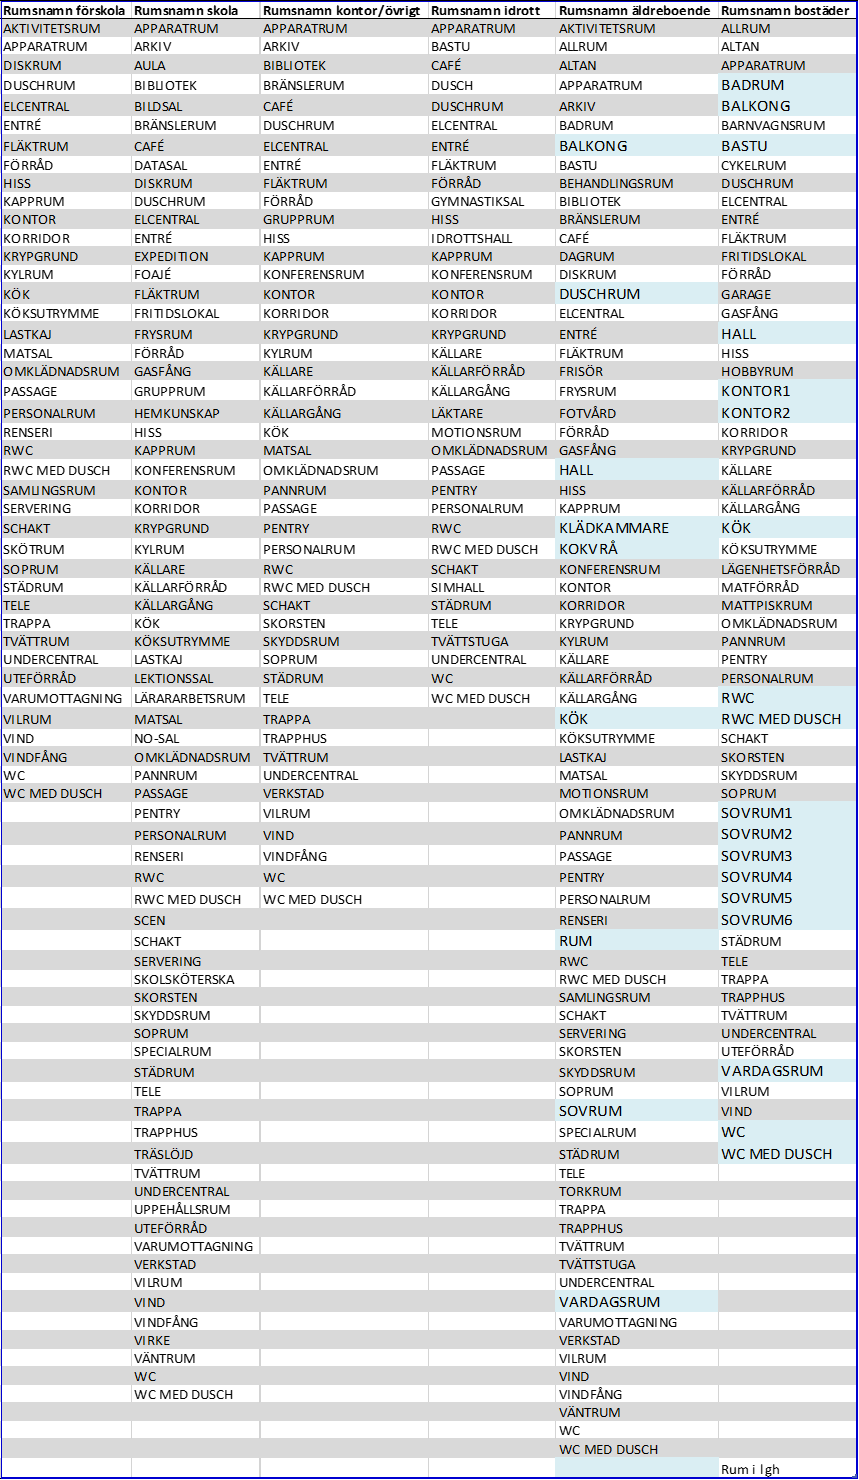 Rumsnamn förskola Rumsnamn skola Rumsnamn kontor/övrigt Rumsnamn idrott Rumsnamn äldreboende Rumsnamn bostäder
AKTIVITETSRUM APPARATRUM APPARATRUM APPARATRUM AKTIVITETSRUM ALLRUM
APPARATRUM ARKIV ARKIV BASTU ALLRUM ALTAN
DISKRUM AULA BIBLIOTEK CAFÉ ALTAN APPARATRUM
DUSCHRUM BIBLIOTEK BRÄNSLERUM DUSCH APPARATRUM BADRUM
ELCENTRAL BILDSAL CAFÉ DUSCHRUM ARKIV BALKONG
ENTRÉ BRÄNSLERUM DUSCHRUM ELCENTRAL BADRUM BARNVAGNSRUM
FLÄKTRUM CAFÉ ELCENTRAL ENTRÉ BALKONG BASTU
FÖRRÅD DATASAL ENTRÉ FLÄKTRUM BASTU CYKELRUM
HISS DISKRUM FLÄKTRUM FÖRRÅD BEHANDLINGSRUM DUSCHRUM
KAPPRUM DUSCHRUM FÖRRÅD GYMNASTIKSAL BIBLIOTEK ELCENTRAL
KONTOR ELCENTRAL GRUPPRUM HISS BRÄNSLERUM ENTRÉ
KORRIDOR ENTRÉ HISS IDROTTSHALL CAFÉ FLÄKTRUM
KRYPGRUND EXPEDITION KAPPRUM KAPPRUM DAGRUM FRITIDSLOKAL
KYLRUM FOAJÉ KONFERENSRUM KONFERENSRUM DISKRUM FÖRRÅD
KÖK FLÄKTRUM KONTOR KONTOR DUSCHRUM GARAGE
KÖKSUTRYMME FRITIDSLOKAL KORRIDOR KORRIDOR ELCENTRAL GASFÅNG
LASTKAJ FRYSRUM KRYPGRUND KRYPGRUND ENTRÉ HALL
MATSAL FÖRRÅD KYLRUM KÄLLARE FLÄKTRUM HISS
OMKLÄDNADSRUM GASFÅNG KÄLLARE KÄLLARFÖRRÅD FRISÖR HOBBYRUM
PASSAGE GRUPPRUM KÄLLARFÖRRÅD KÄLLARGÅNG FRYSRUM KONTOR1
PERSONALRUM HEMKUNSKAP KÄLLARGÅNG LÄKTARE FOTVÅRD KONTOR2
RENSERI HISS KÖK MOTIONSRUM FÖRRÅD KORRIDOR
RWC KAPPRUM MATSAL OMKLÄDNADSRUM GASFÅNG KRYPGRUND
RWC MED DUSCH KONFERENSRUM OMKLÄDNADSRUM PASSAGE HALL KÄLLARE
SAMLINGSRUM KONTOR PANNRUM PENTRY HISS KÄLLARFÖRRÅD
SERVERING KORRIDOR PASSAGE PERSONALRUM KAPPRUM KÄLLARGÅNG
SCHAKT KRYPGRUND PENTRY RWC KLÄDKAMMARE KÖK
SKÖTRUM KYLRUM PERSONALRUM RWC MED DUSCH KOKVRÅ KÖKSUTRYMME
SOPRUM KÄLLARE RWC SCHAKT KONFERENSRUM LÄGENHETSFÖRRÅD
STÄDRUM KÄLLARFÖRRÅD RWC MED DUSCH SIMHALL KONTOR MATFÖRRÅD
TELE KÄLLARGÅNG SCHAKT STÄDRUM KORRIDOR MATTPISKRUM
TRAPPA KÖK SKORSTEN TELE KRYPGRUND OMKLÄDNADSRUM
TVÄTTRUM KÖKSUTRYMME SKYDDSRUM TVÄTTSTUGA KYLRUM PANNRUM
UNDERCENTRAL LASTKAJ SOPRUM UNDERCENTRAL KÄLLARE PENTRY
UTEFÖRRÅD LEKTIONSSAL STÄDRUM WC KÄLLARFÖRRÅD PERSONALRUM
VARUMOTTAGNING LÄRARARBETSRUM TELE WC MED DUSCH KÄLLARGÅNG RWC
VILRUM MATSAL TRAPPA KÖK RWC MED DUSCH
VIND NO-SAL TRAPPHUS KÖKSUTRYMME SCHAKT
VINDFÅNG OMKLÄDNADSRUM TVÄTTRUM LASTKAJ SKORSTEN
WC PANNRUM UNDERCENTRAL MATSAL SKYDDSRUM
WC MED DUSCH PASSAGE VERKSTAD MOTIONSRUM SOPRUM
PENTRY VILRUM OMKLÄDNADSRUM SOVRUM1
PERSONALRUM VIND PANNRUM SOVRUM2
RENSERI VINDFÅNG PASSAGE SOVRUM3
RWC WC PENTRY SOVRUM4
RWC MED DUSCH WC MED DUSCH PERSONALRUM SOVRUM5
SCEN RENSERI SOVRUM6
SCHAKT RUM STÄDRUM
SERVERING RWC TELE
SKOLSKÖTERSKA RWC MED DUSCH TRAPPA
SKORSTEN SAMLINGSRUM TRAPPHUS
SKYDDSRUM SCHAKT TVÄTTRUM
SOPRUM SERVERING UNDERCENTRAL
SPECIALRUM SKORSTEN UTEFÖRRÅD
STÄDRUM SKYDDSRUM VARDAGSRUM
TELE SOPRUM VILRUM
TRAPPA SOVRUM VIND
TRAPPHUS SPECIALRUM WC
TRÄSLÖJD STÄDRUM WC MED DUSCH
TVÄTTRUM TELE
UNDERCENTRAL TORKRUM
UPPEHÅLLSRUM TRAPPA
UTEFÖRRÅD TRAPPHUS
VARUMOTTAGNING TVÄTTRUM
VERKSTAD TVÄTTSTUGA
VILRUM UNDERCENTRAL
VIND VARDAGSRUM
VINDFÅNG VARUMOTTAGNING
VIRKE VERKSTAD
VÄNTRUM VILRUM
WC VIND
WC MED DUSCH VINDFÅNG
VÄNTRUM
WC
WC MED DUSCH
Rum i lgh